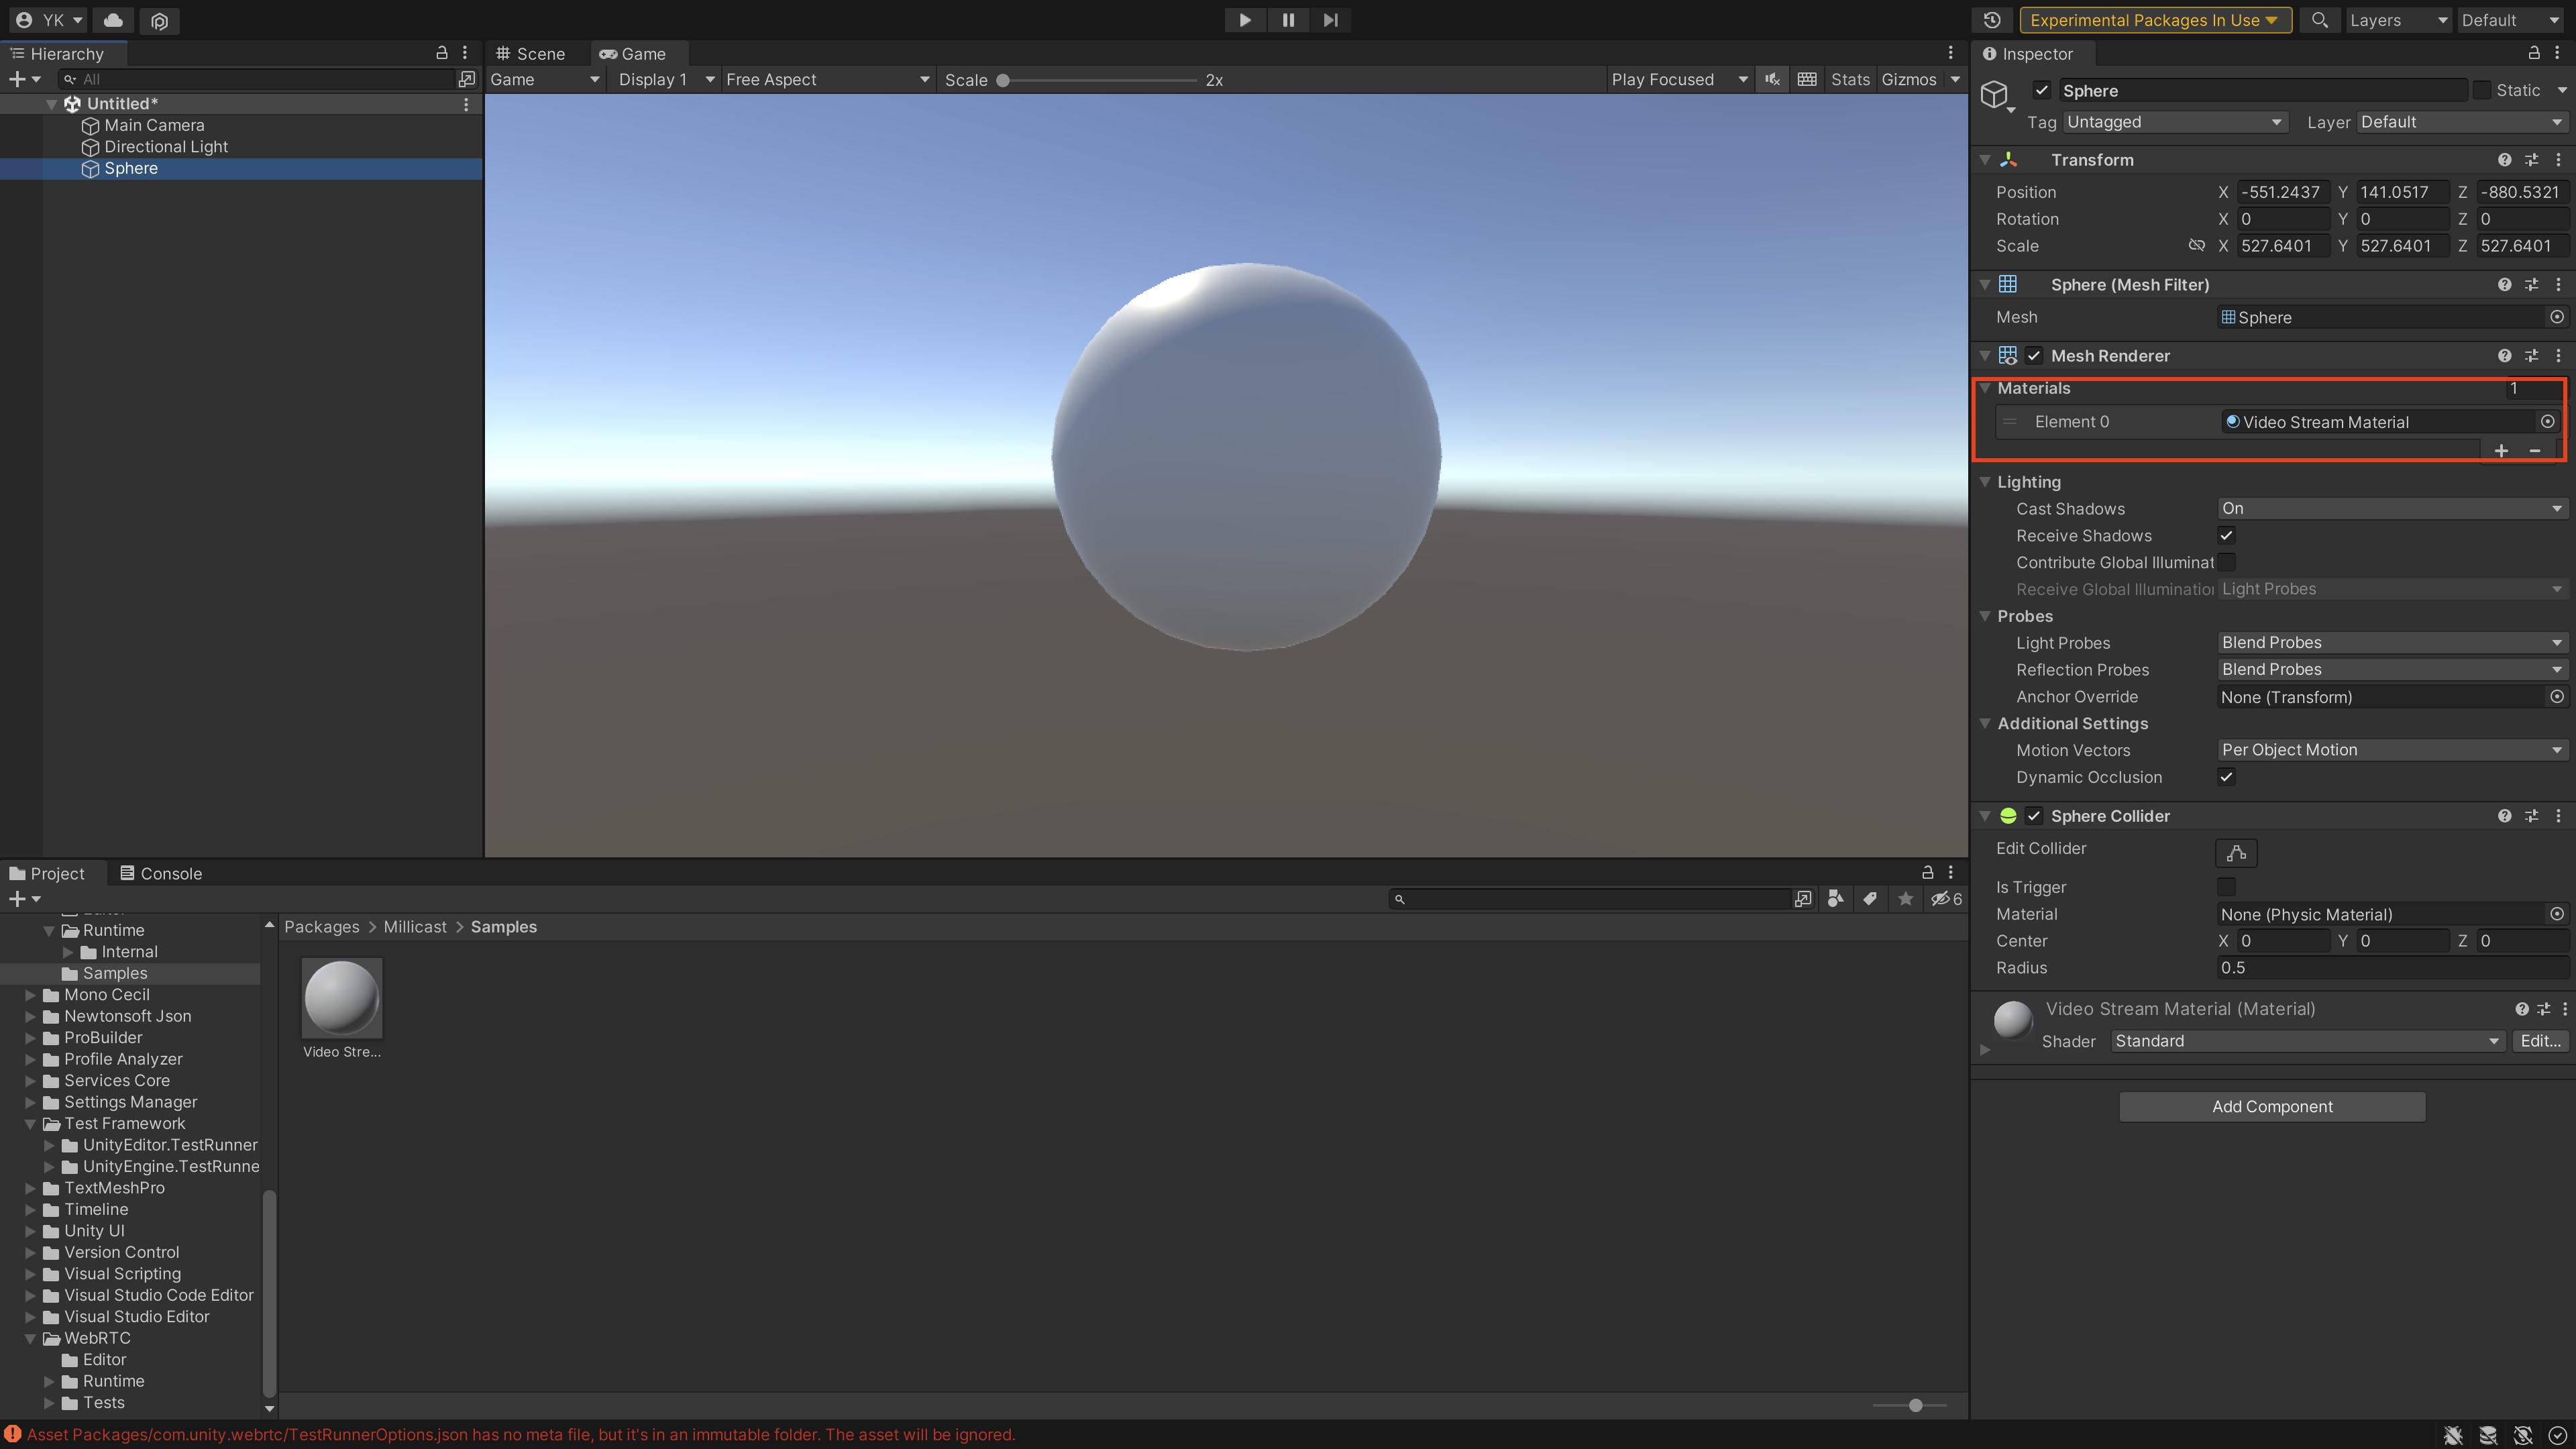 YK
Experimental Packages In Use
Layers
Default
Hierarchy
All
Untitled*
Main Camera
Directional Light
Sphere
Scene
Game
Game
Display 1
Free Aspect
Scale
2x
Play Focused
Stats
Gizmos
Inspector
Sphere
Static
Tag
Untagged
Layer
Default
Transform
Position X -551.2437 Y 141.0517 Z -880.5321
Rotation X 0 Y 0 Z 0
Scale X 527.6401 Y 527.6401 Z 527.6401
Sphere (Mesh Filter)
Mesh Sphere
Mesh Renderer
Materials 1
Element 0 Video Stream Material
Lighting
Cast Shadows On
Receive Shadows
Contribute Global Illuminat
Receive Global Illumination Light Probes
Probes
Light Probes Blend Probes
Reflection Probes Blend Probes
Anchor Override None (Transform)
Additional Settings
Motion Vectors Per Object Motion
Dynamic Occlusion
Sphere Collider
Edit Collider
Is Trigger
Material None (Physic Material)
Center X 0 Y 0 Z 0
Radius 0.5
Video Stream Material (Material)
Shader Standard Edit...
Add Component
Project
Console
6
Runtime
Internal
Samples
Mono Cecil
Newtonsoft Json
ProBuilder
Profile Analyzer
Services Core
Settings Manager
Test Framework
UnityEditor.TestRunner
UnityEngine.TestRunne
TextMeshPro
Timeline
Unity UI
Version Control
Visual Scripting
Visual Studio Code Editor
Visual Studio Editor
WebRTC
Editor
Runtime
Tests
Packages > Millicast > Samples
Video Stre...
Asset Packages/com.unity.webrtc/TestRunnerOptions.json has no meta file, but it's in an immutable folder. The asset will be ignored.